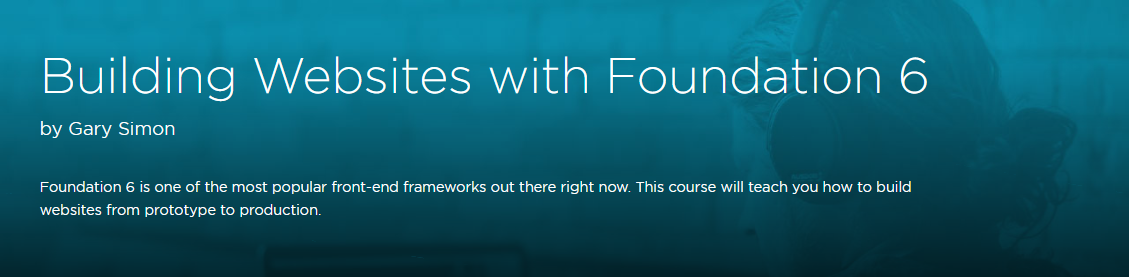 Building Websites with Foundation 6
by Gary Simon
Foundation 6 is one of the most popular front-end frameworks out there right now. This course will teach you how to build
websites from prototype to production.